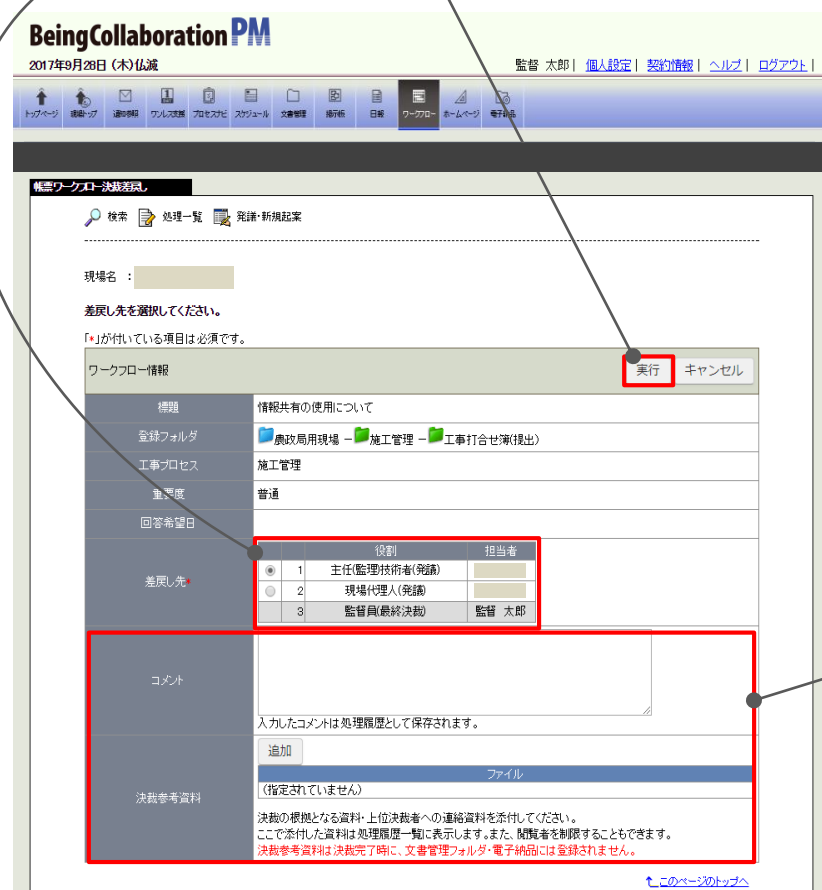 BeingCollaboration PM
2017年9月28日 (木)仏滅
監督 太郎| 個人設定| 契約情報| ヘルプ| ログアウト|
トップページ 現場トップ 通知参照 ワンレス支援 プロセスナビ スケジュール 文書管理 掲示板 日報 ワークフロー ホームページ 電子納品
帳票ワークフロー決裁差戻し
検索 処理一覧 発議・新規起案
現場名 :
差戻し先を選択してください。
「*」が付いている項目は必須です。
ワークフロー情報 実行 キャンセル
標題 情報共有の使用について
登録フォルダ 農政局用現場 - 施工管理 - 工事打合せ簿(提出)
工事プロセス 施工管理
重要度 普通
回答希望日
差戻し先*
役割 担当者
1 主任(監理)技術者(発議)
2 現場代理人(発議)
3 監督員(最終決裁) 監督 太郎
コメント
入力したコメントは処理履歴として保存されます。
決裁参考資料
追加
ファイル
(指定されていません)
決裁の根拠となる資料・上位決裁者への連絡資料を添付してください。
ここで添付した資料は処理履歴一覧に表示します。また、閲覧者を制限することもできます。
決裁参考資料は決裁完了時に、文書管理フォルダ・電子納品には登録されません。
このページのトップへ